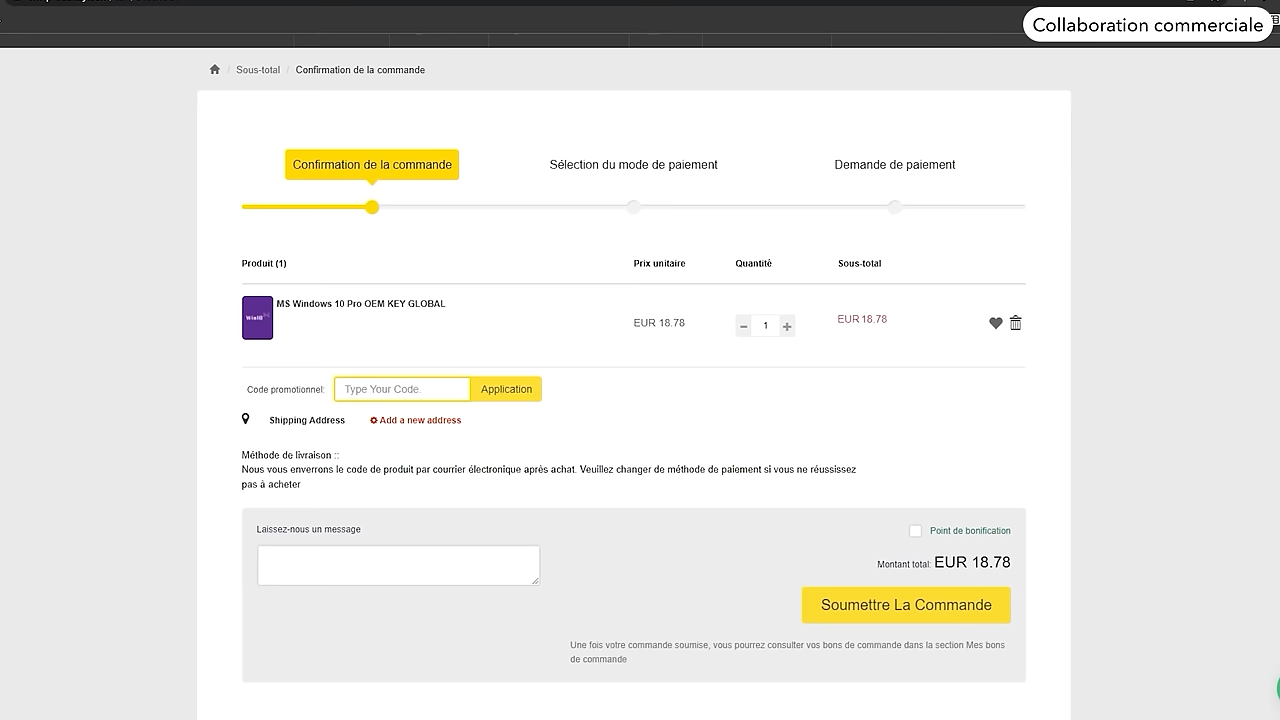 Collaboration commerciale
Sous-total / Confirmation de la commande
Confirmation de la commande
Sélection du mode de paiement
Demande de paiement
Produit (1)
Prix unitaire
Quantité
Sous-total
MS Windows 10 Pro OEM KEY GLOBAL
EUR 18.78
1
EUR 18.78
Code promotionnel:
Type Your Code.
Application
Shipping Address
Add a new address
Méthode de livraison ::
Nous vous enverrons le code de produit par courrier électronique après achat. Veuillez changer de méthode de paiement si vous ne réussissez
pas à acheter
Laissez-nous un message
Point de bonification
Montant total: EUR 18.78
Soumettre La Commande
Une fois votre commande soumise, vous pourrez consulter vos bons de commande dans la section Mes bons
de commande